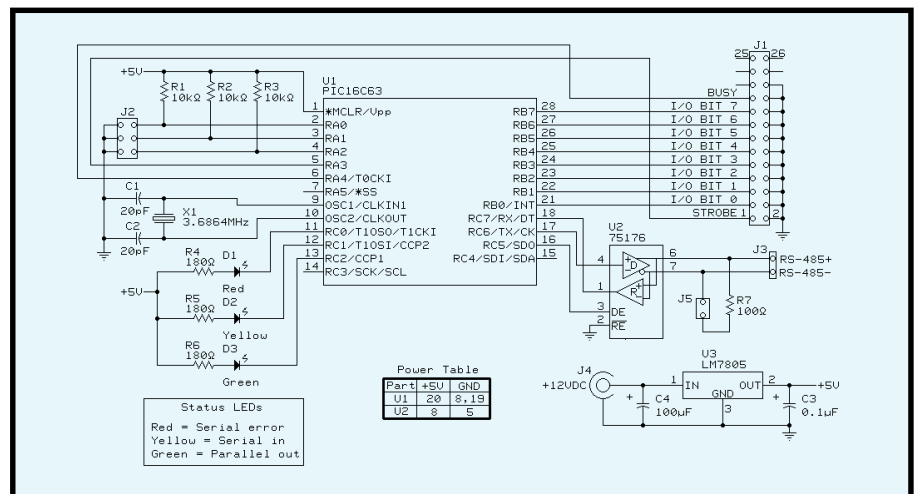 J1
25 26
+5V
R1
10kΩ
R2
10kΩ
R3
10kΩ
J2
U1
PIC16C63
1 *MCLR/Vpp
2 RA0
3 RA1
4 RA2
5 RA3
6 RA4/T0CKI
7 RA5/*SS
9 OSC1/CLKIN1
10 OSC2/CLKOUT
11 RC0/T1OSO/T1CKI
12 RC1/T1OSI/CCP2
13 RC2/CCP1
14 RC3/SCK/SCL
RB7 28
RB6 27
RB5 26
RB4 25
RB3 24
RB2 23
RB1 22
RB0/INT 21
RC7/RX/DT 18
RC6/TX/CK 17
RC5/SDO 16
RC4/SDI/SDA 15
BUSY
I/O BIT 7
I/O BIT 6
I/O BIT 5
I/O BIT 4
I/O BIT 3
I/O BIT 2
I/O BIT 1
I/O BIT 0
STROBE 1 2
C1
20pF
X1
3.6864MHz
C2
20pF
R4
180Ω
D1
Red
+5V
R5
180Ω
D2
Yellow
R6
180Ω
D3
Green
U2
75176
4 D 6
1 R 7
3 DE
2 RE
+
-
+
-
J3
RS-485+
RS-485-
J5
R7
100Ω
Power Table
Part +5V GND
U1 20 8,19
U2 8 5
J4
+12VDC
+
C4
100µF
U3
LM7805
1 IN OUT 2
GND
3
+5V
+
C3
0.1µF
Status LEDs
Red = Serial error
Yellow = Serial in
Green = Parallel out